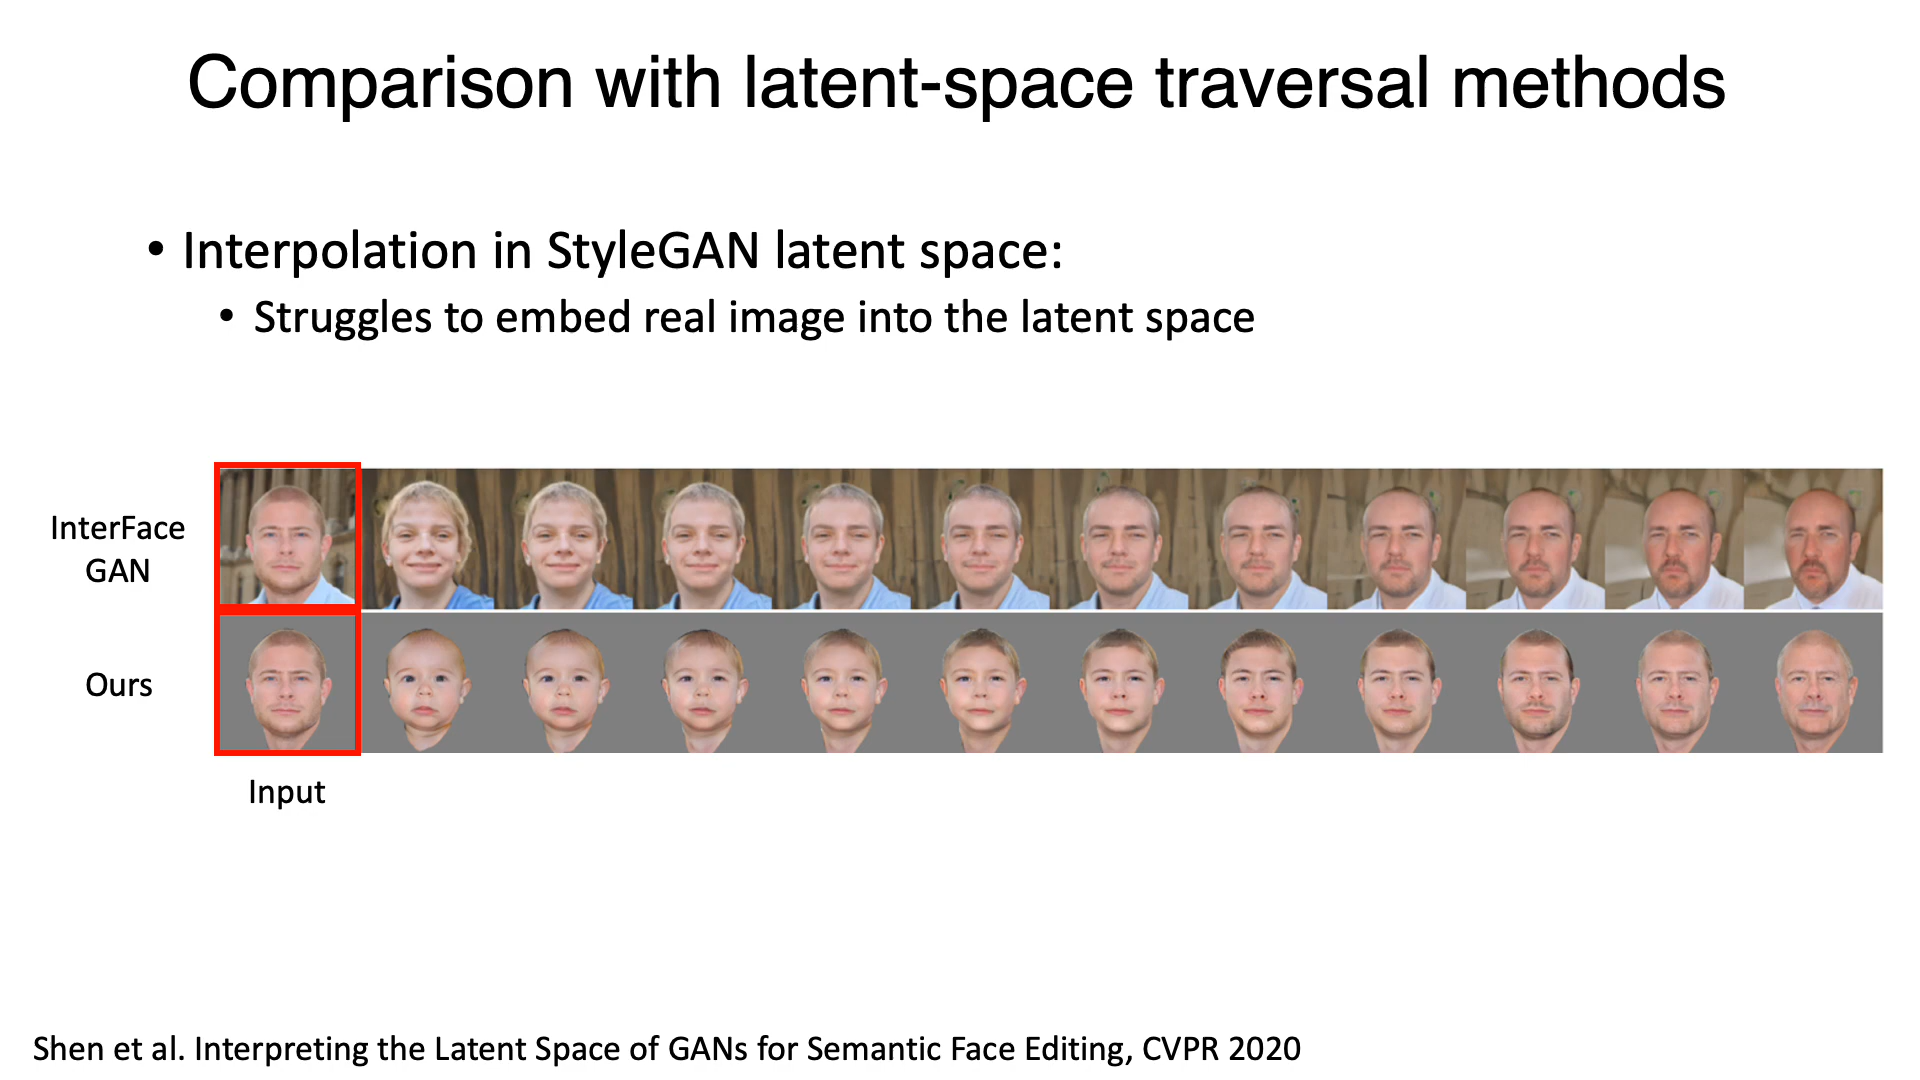 Comparison with latent-space traversal methods
• Interpolation in StyleGAN latent space:
• Struggles to embed real image into the latent space
InterFace
GAN
Ours
Input
Shen et al. Interpreting the Latent Space of GANs for Semantic Face Editing, CVPR 2020